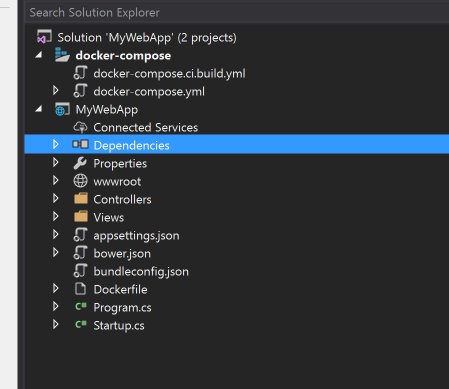 Search Solution Explorer
Solution 'MyWebApp' (2 projects)
docker-compose
docker-compose.ci.build.yml
docker-compose.yml
MyWebApp
Connected Services
Dependencies
Properties
wwwroot
Controllers
Views
appsettings.json
bower.json
bundleconfig.json
Dockerfile
C# Program.cs
C# Startup.cs